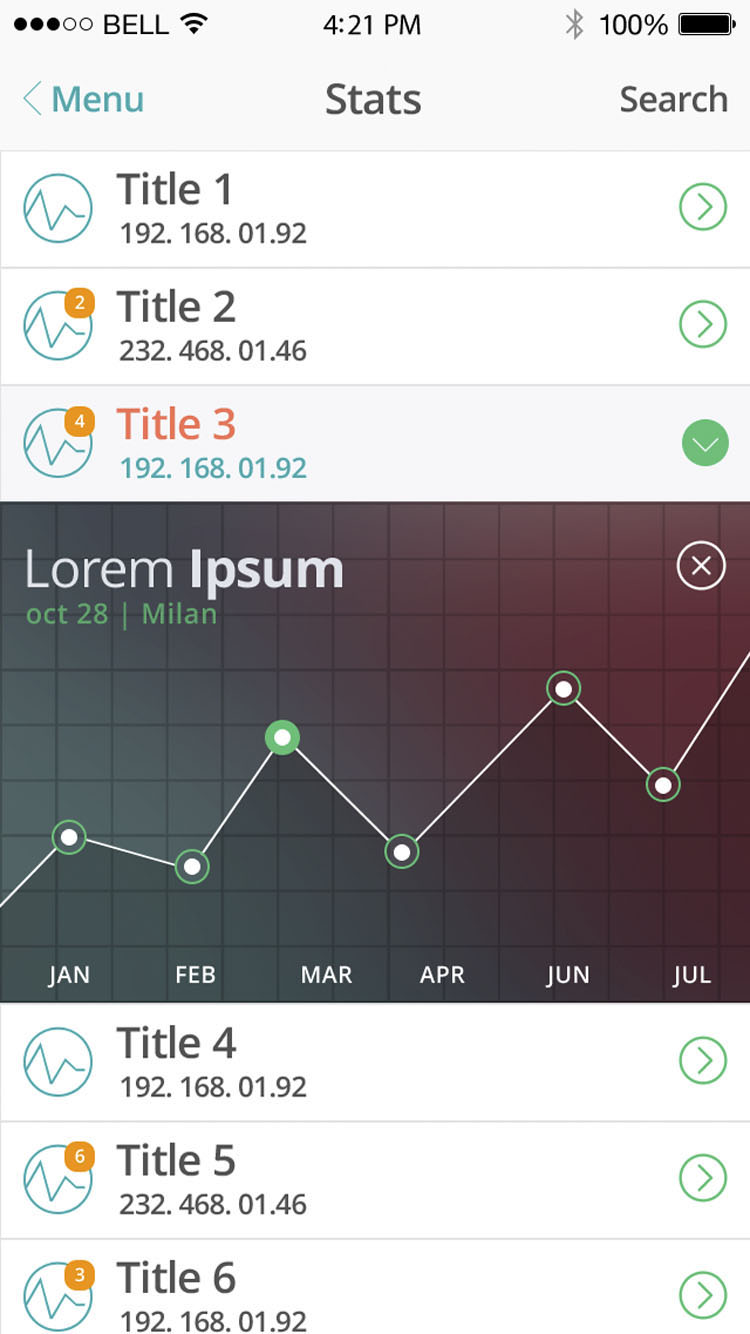 BELL 4:21 PM 100%
Menu Stats Search
Title 1
192. 168. 01.92
2
Title 2
232. 468. 01.46
4
Title 3
192. 168. 01.92
Lorem Ipsum
oct 28 | Milan
JAN FEB MAR APR JUN JUL
Title 4
192. 168. 01.92
6
Title 5
232. 468. 01.46
3
Title 6
192. 168. 01.92